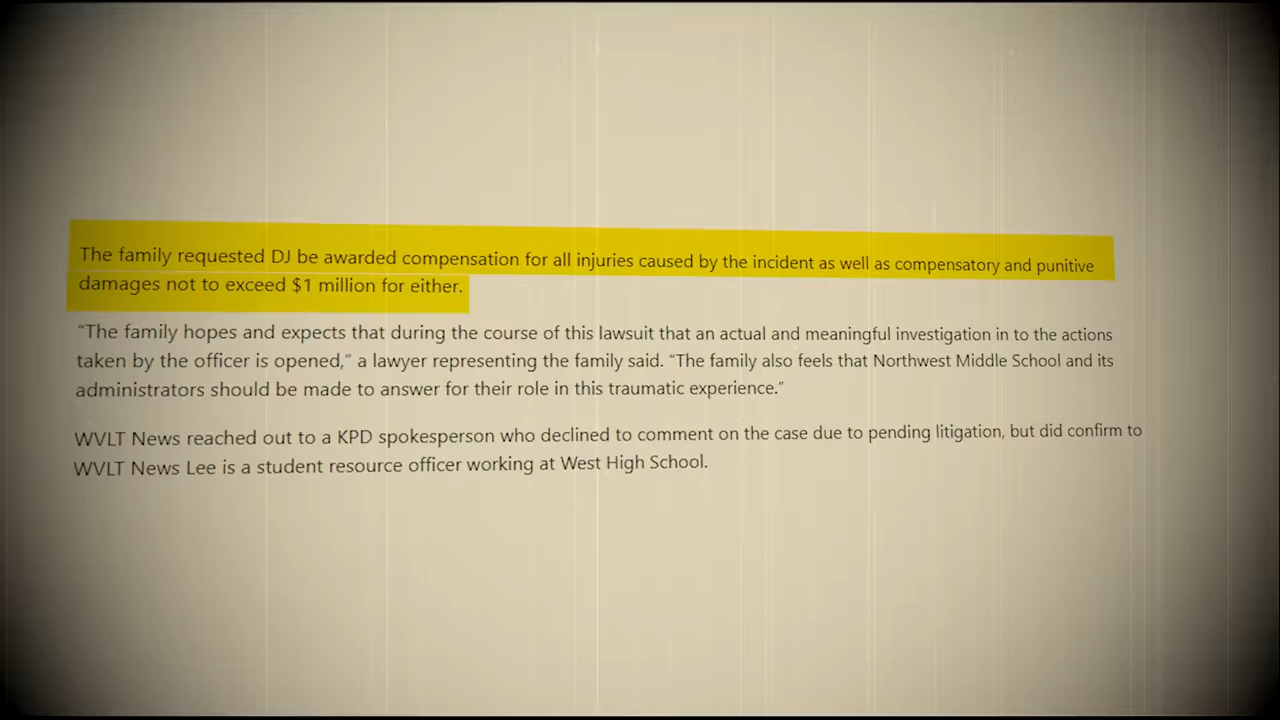 The family requested DJ be awarded compensation for all injuries caused by the incident as well as compensatory and punitive
damages not to exceed $1 million for either.
“The family hopes and expects that during the course of this lawsuit that an actual and meaningful investigation in to the actions
taken by the officer is opened,” a lawyer representing the family said. “The family also feels that Northwest Middle School and its
administrators should be made to answer for their role in this traumatic experience.”
WVLT News reached out to a KPD spokesperson who declined to comment on the case due to pending litigation, but did confirm to
WVLT News Lee is a student resource officer working at West High School.